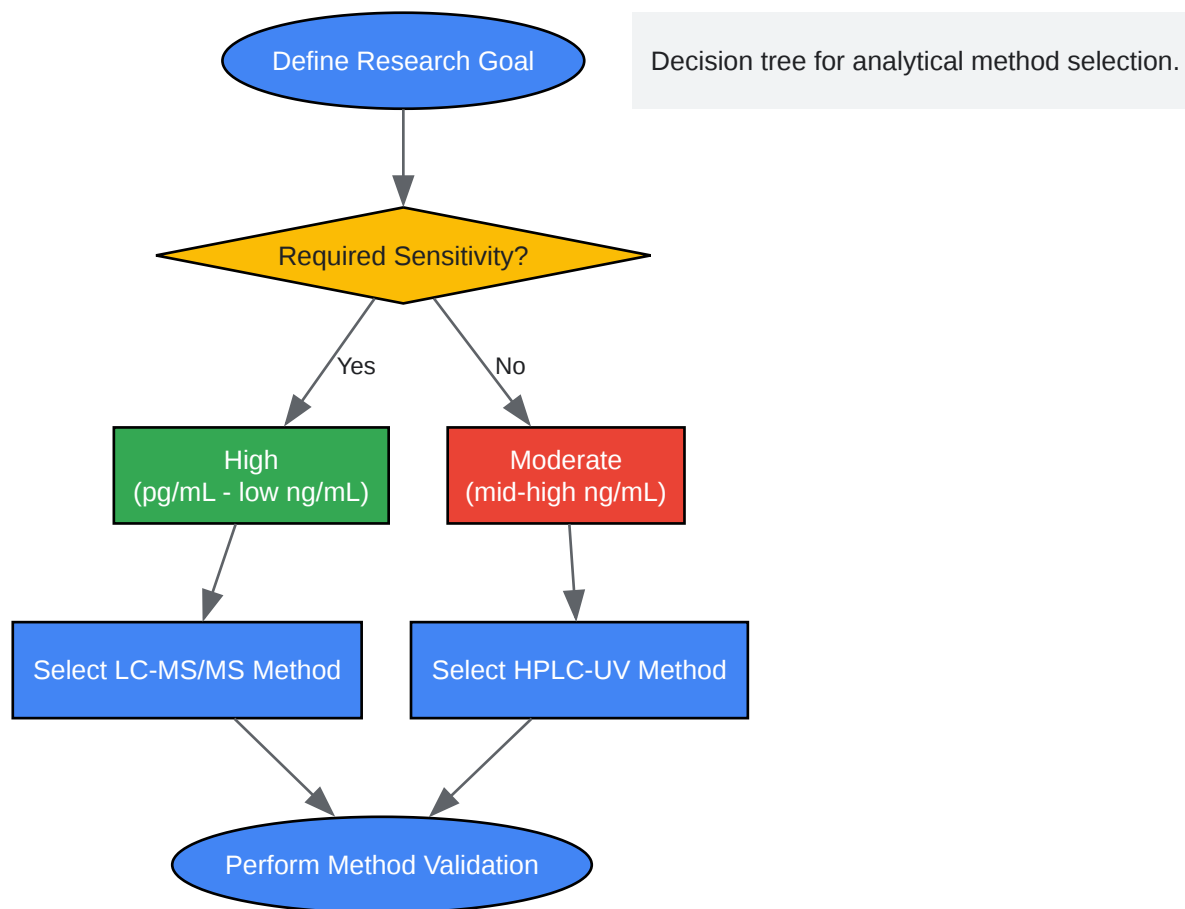 Define Research Goal
Decision tree for analytical method selection.
Required Sensitivity?
Yes
No
High
(pg/mL - low ng/mL)
Moderate
(mid-high ng/mL)
Select LC-MS/MS Method
Select HPLC-UV Method
Perform Method Validation